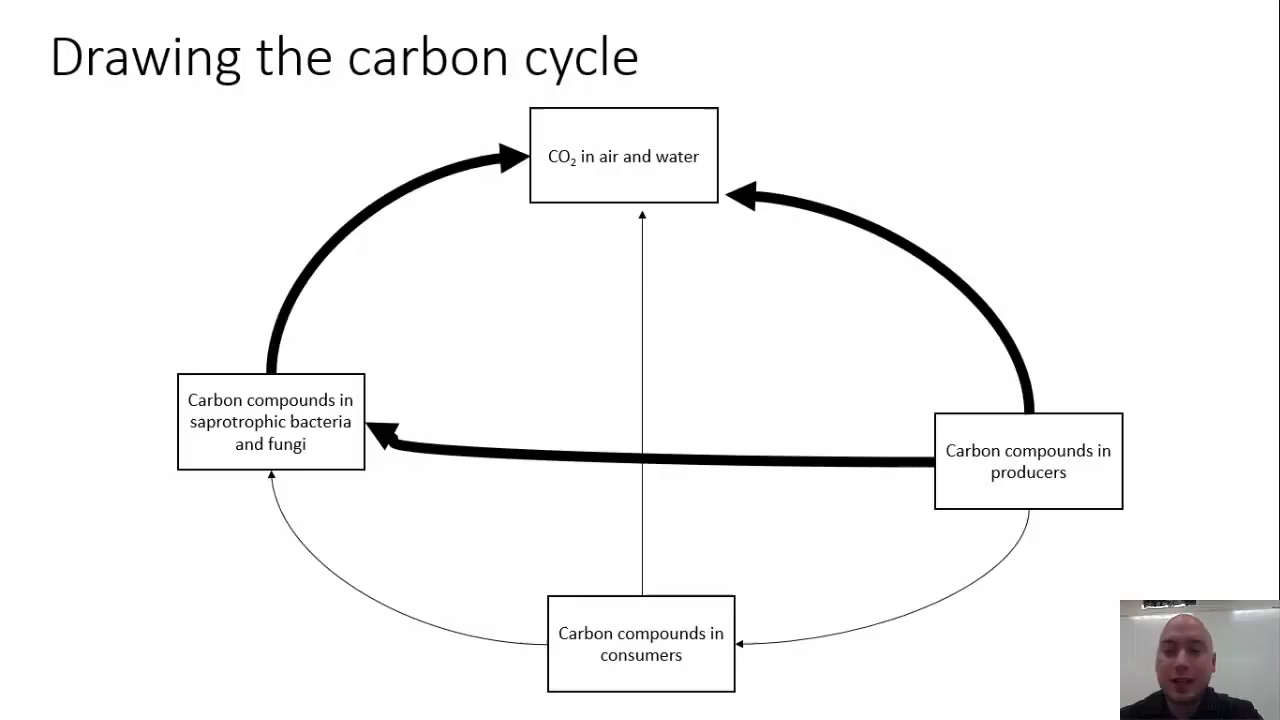 Drawing the carbon cycle
CO₂ in air and water
Carbon compounds in
saprotrophic bacteria
and fungi
Carbon compounds in
producers
Carbon compounds in
consumers